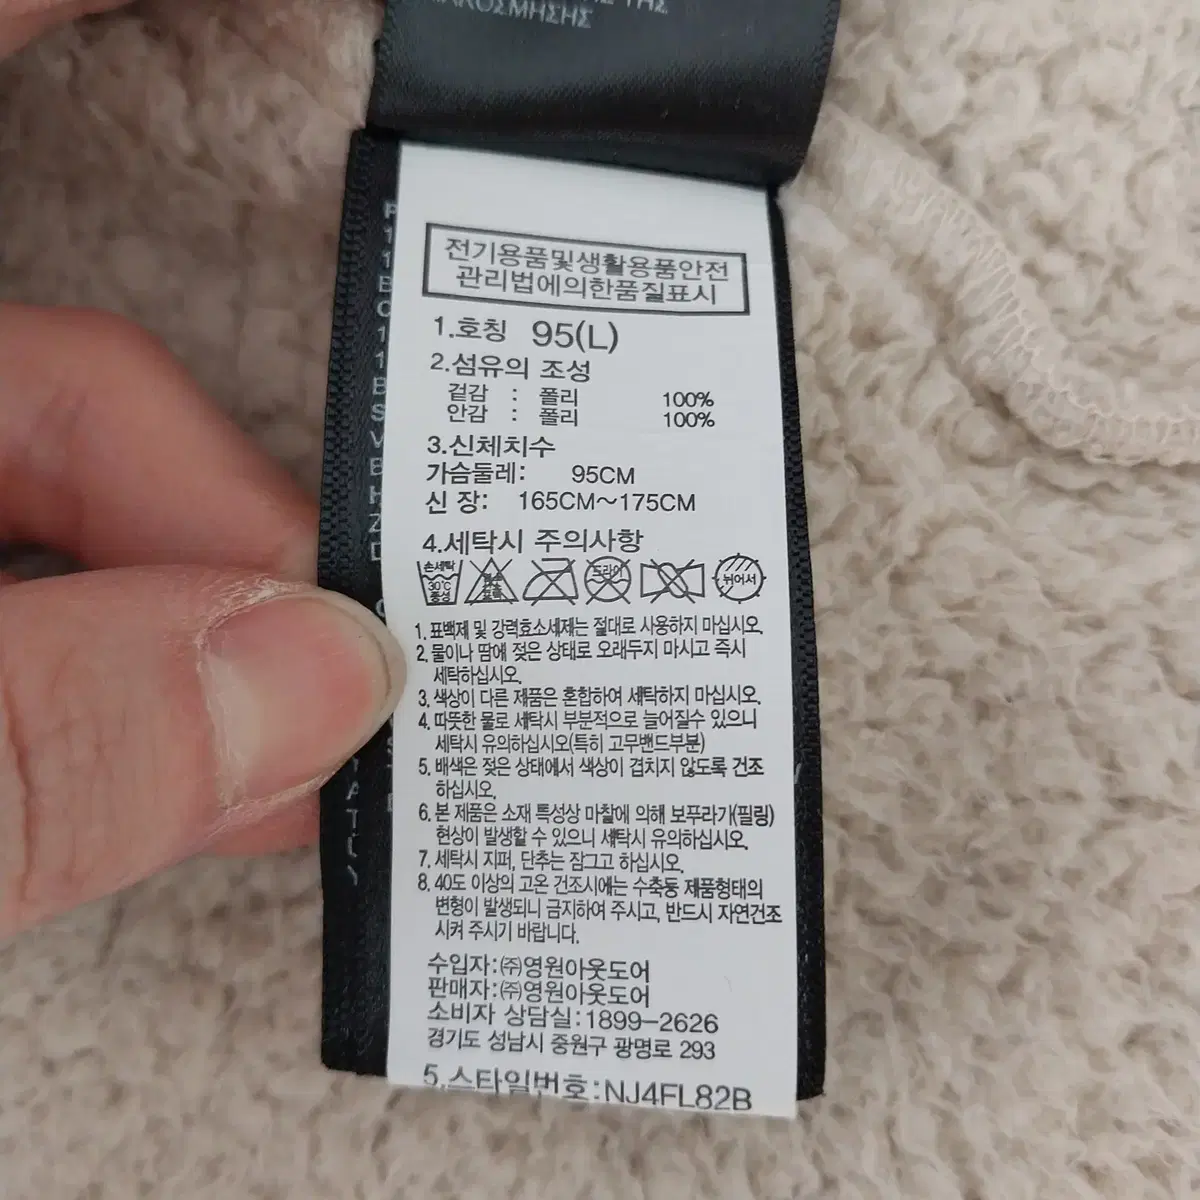 ΤΗΣ
전기용품및생활용품안전
관리법에의한품질표시
1.호칭 95(L)
2.섬유의 조성
겉감 : 폴리 100%
안감 : 폴리 100%
3.신체치수
가슴둘레: 95CM
신 장: 165CM~175CM
4.세탁시 주의사항
손세탁 30℃ 중성 드라이 뉘어서
1. 표백제 및 강력효소세제는 절대로 사용하지 마십시오.
2. 물이나 땀에 젖은 상태로 오래두지 마시고 즉시
세탁하십시오.
3. 색상이 다른 제품은 혼합하여 세탁하지 마십시오.
4. 따뜻한 물로 세탁시 부분적으로 늘어질수 있으니
세탁시 유의하십시오(특히 고무밴드부분)
5. 배색은 젖은 상태에서 색상이 겹치지 않도록 건조
하십시오.
6. 본 제품은 소재 특성상 마찰에 의해 보푸라기(필링)
현상이 발생할 수 있으니 세탁시 유의하십시오.
7. 세탁시 지퍼, 단추는 잠그고 하십시오.
8. 40도 이상의 고온 건조시에는 수축등 제품형태의
변형이 발생되니 금지하여 주시고, 반드시 자연건조
시켜 주시기 바랍니다.
수입자:㈜영원아웃도어
판매자:㈜영원아웃도어
소비자 상담실:1899-2626
경기도 성남시 중원구 광명로 293
5.스타일번호:NJ4FL82B